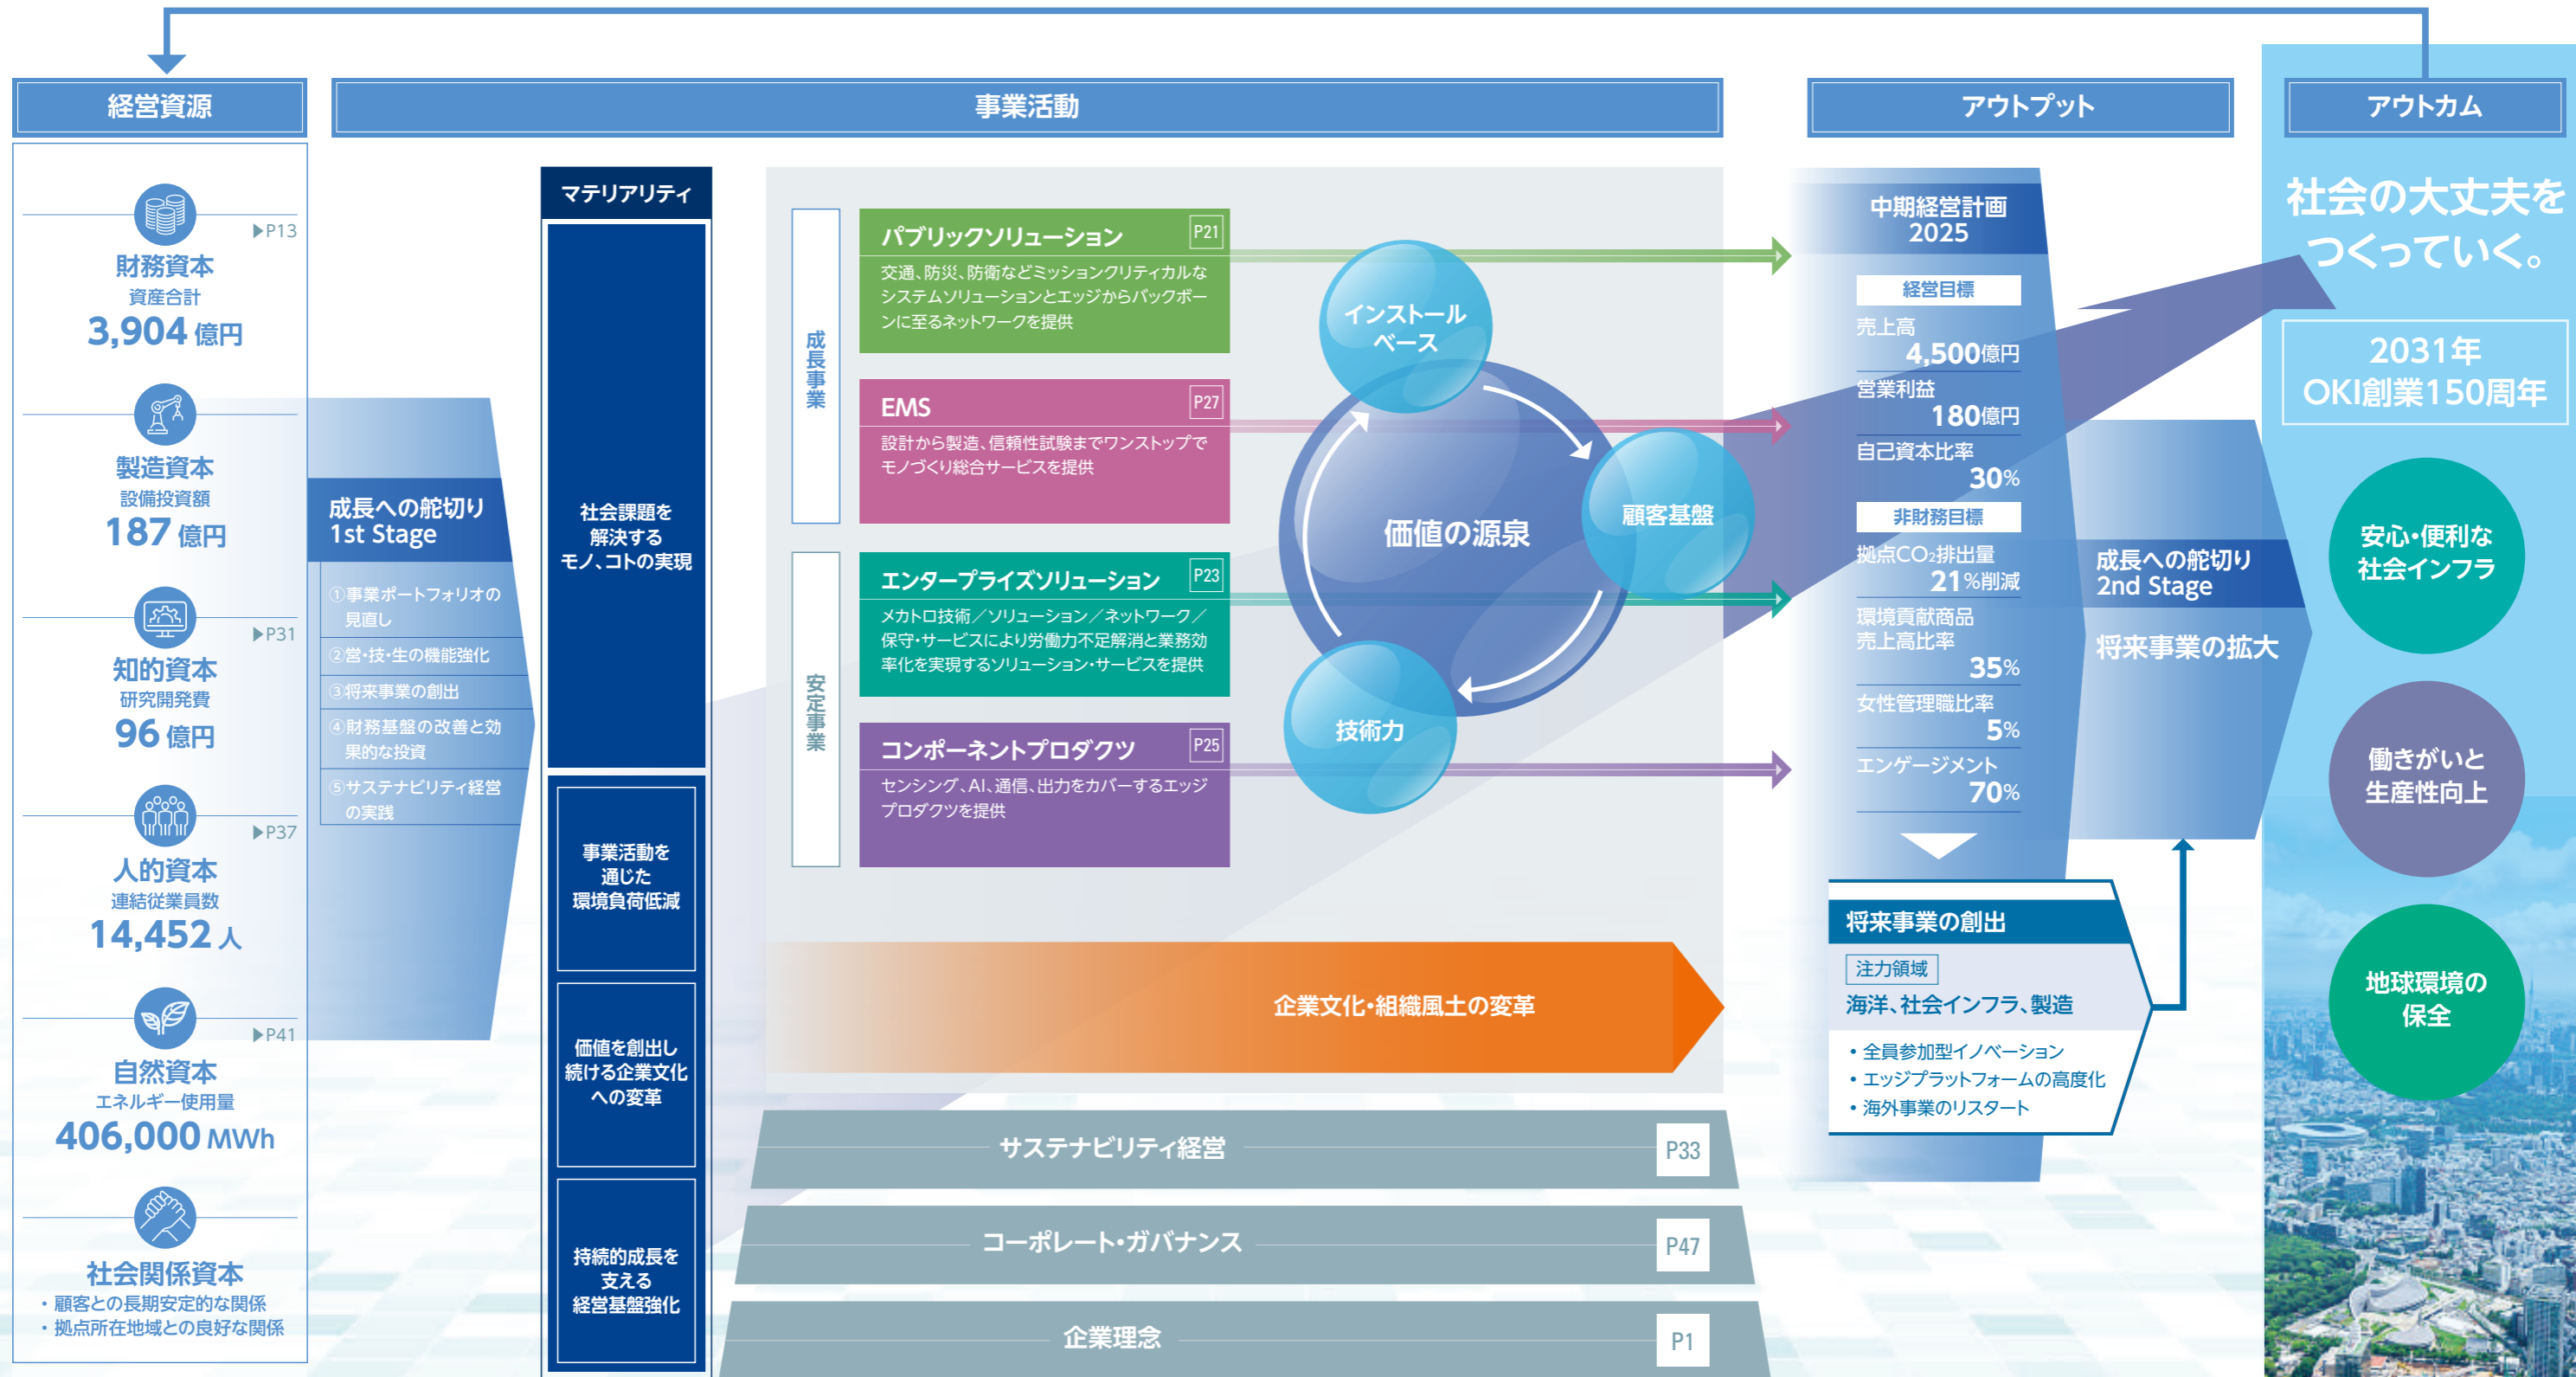 経営資源
事業活動
アウトプット
アウトカム
▶P13
財務資本
資産合計
3,904 億円
製造資本
設備投資額
187 億円
▶P31
知的資本
研究開発費
96 億円
▶P37
人的資本
連結従業員数
14,452 人
▶P41
自然資本
エネルギー使用量
406,000 MWh
社会関係資本
・顧客との長期安定的な関係
・拠点所在地域との良好な関係
成長への舵切り
1st Stage
①事業ポートフォリオの
見直し
②営・技・生の機能強化
③将来事業の創出
④財務基盤の改善と効
果的な投資
⑤サステナビリティ経営
の実践
マテリアリティ
社会課題を
解決する
モノ、コトの実現
事業活動を
通じた
環境負荷低減
価値を創出し
続ける企業文化
への変革
持続的成長を
支える
経営基盤強化
成長事業
パブリックソリューション P21
交通、防災、防衛などミッションクリティカルな
システムソリューションとエッジからバックボー
ンに至るネットワークを提供
EMS P27
設計から製造、信頼性試験までワンストップで
モノづくり総合サービスを提供
安定事業
エンタープライズソリューション P23
メカトロ技術／ソリューション／ネットワーク／
保守・サービスにより労働力不足解消と業務効
率化を実現するソリューション・サービスを提供
コンポーネントプロダクツ P25
センシング、AI、通信、出力をカバーするエッジ
プロダクツを提供
インストール
ベース
価値の源泉
顧客基盤
技術力
企業文化・組織風土の変革
サステナビリティ経営 P33
コーポレート・ガバナンス P47
企業理念 P1
中期経営計画
2025
経営目標
売上高
4,500億円
営業利益
180億円
自己資本比率
30%
非財務目標
拠点CO₂排出量
21%削減
環境貢献商品
売上高比率
35%
女性管理職比率
5%
エンゲージメント
70%
将来事業の創出
注力領域
海洋、社会インフラ、製造
・全員参加型イノベーション
・エッジプラットフォームの高度化
・海外事業のリスタート
成長への舵切り
2nd Stage
将来事業の拡大
社会の大丈夫を
つくっていく。
2031年
OKI創業150周年
安心・便利な
社会インフラ
働きがいと
生産性向上
地球環境の
保全